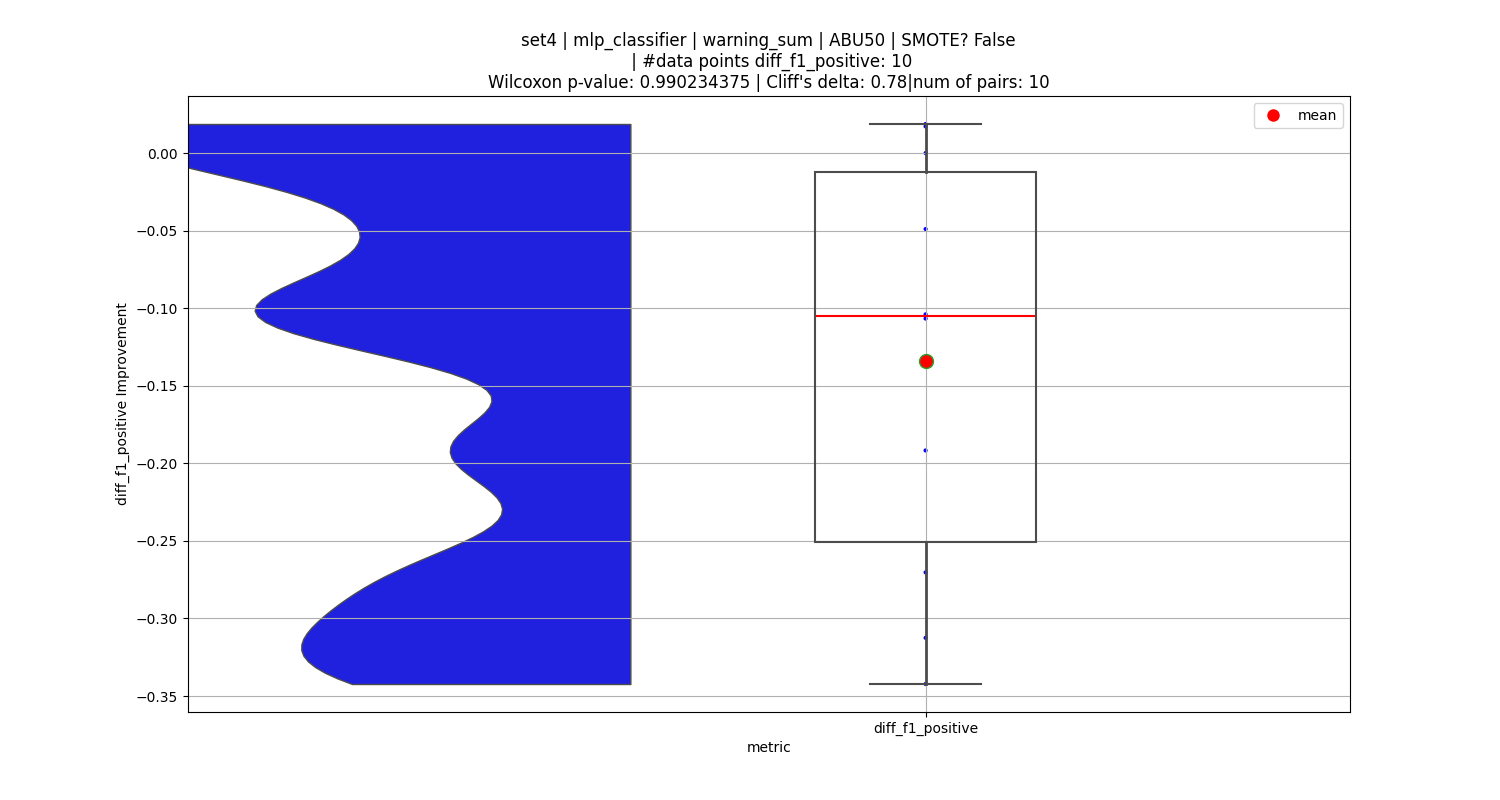 set4 | mlp_classifier | warning_sum | ABU50 | SMOTE? False
| #data points diff_f1_positive: 10
Wilcoxon p-value: 0.990234375 | Cliff's delta: 0.78|num of pairs: 10
mean
0.00
−0.05
−0.10
−0.15
−0.20
−0.25
−0.30
−0.35
diff_f1_positive Improvement
diff_f1_positive
metric